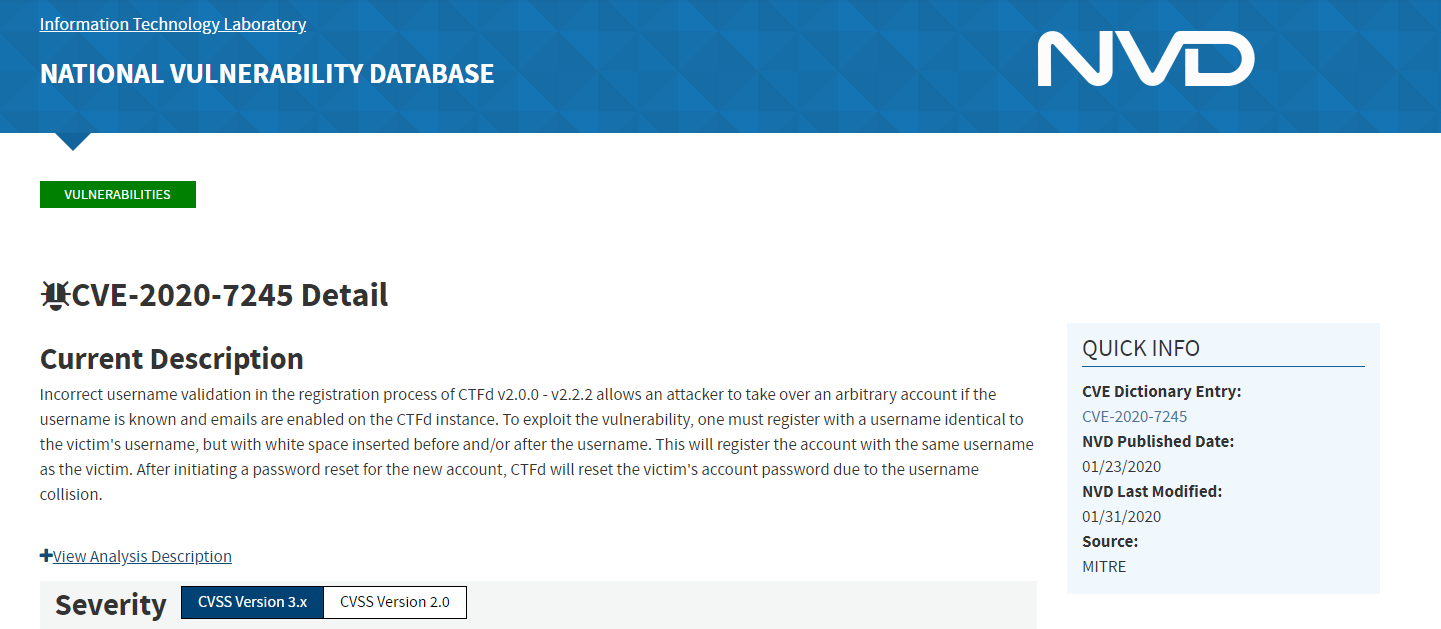 Information Technology Laboratory
NATIONAL VULNERABILITY DATABASE
NVD
VULNERABILITIES
CVE-2020-7245 Detail
Current Description
Incorrect username validation in the registration process of CTFd v2.0.0 - v2.2.2 allows an attacker to take over an arbitrary account if the
username is known and emails are enabled on the CTFd instance. To exploit the vulnerability, one must register with a username identical to
the victim's username, but with white space inserted before and/or after the username. This will register the account with the same username
as the victim. After initiating a password reset for the new account, CTFd will reset the victim's account password due to the username
collision.
View Analysis Description
Severity
CVSS Version 3.x
CVSS Version 2.0
QUICK INFO
CVE Dictionary Entry:
CVE-2020-7245
NVD Published Date:
01/23/2020
NVD Last Modified:
01/31/2020
Source:
MITRE